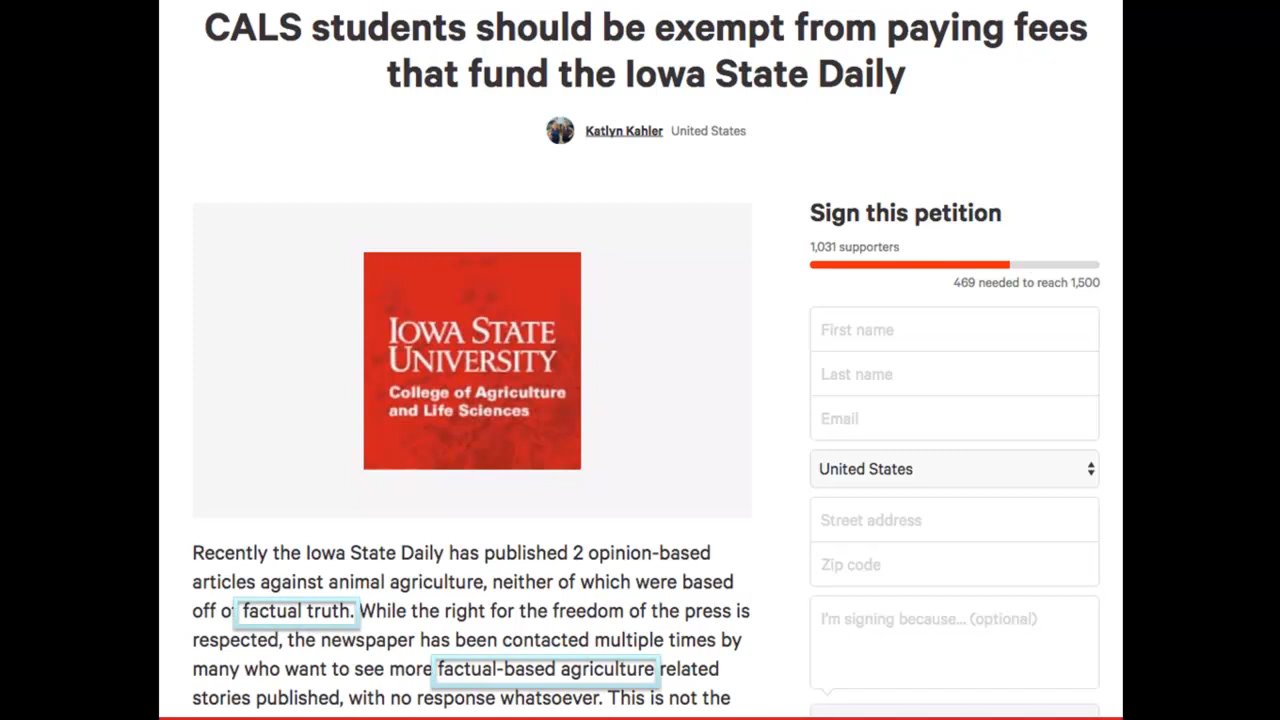 CALS students should be exempt from paying fees
that fund the Iowa State Daily
Katlyn Kahler United States
IOWA STATE
UNIVERSITY
College of Agriculture
and Life Sciences
Sign this petition
1,031 supporters
469 needed to reach 1,500
First name
Last name
Email
United States
Street address
Zip code
I'm signing because... (optional)
Recently the Iowa State Daily has published 2 opinion-based
articles against animal agriculture, neither of which were based
off of factual truth. While the right for the freedom of the press is
respected, the newspaper has been contacted multiple times by
many who want to see more factual-based agriculture related
stories published, with no response whatsoever. This is not the